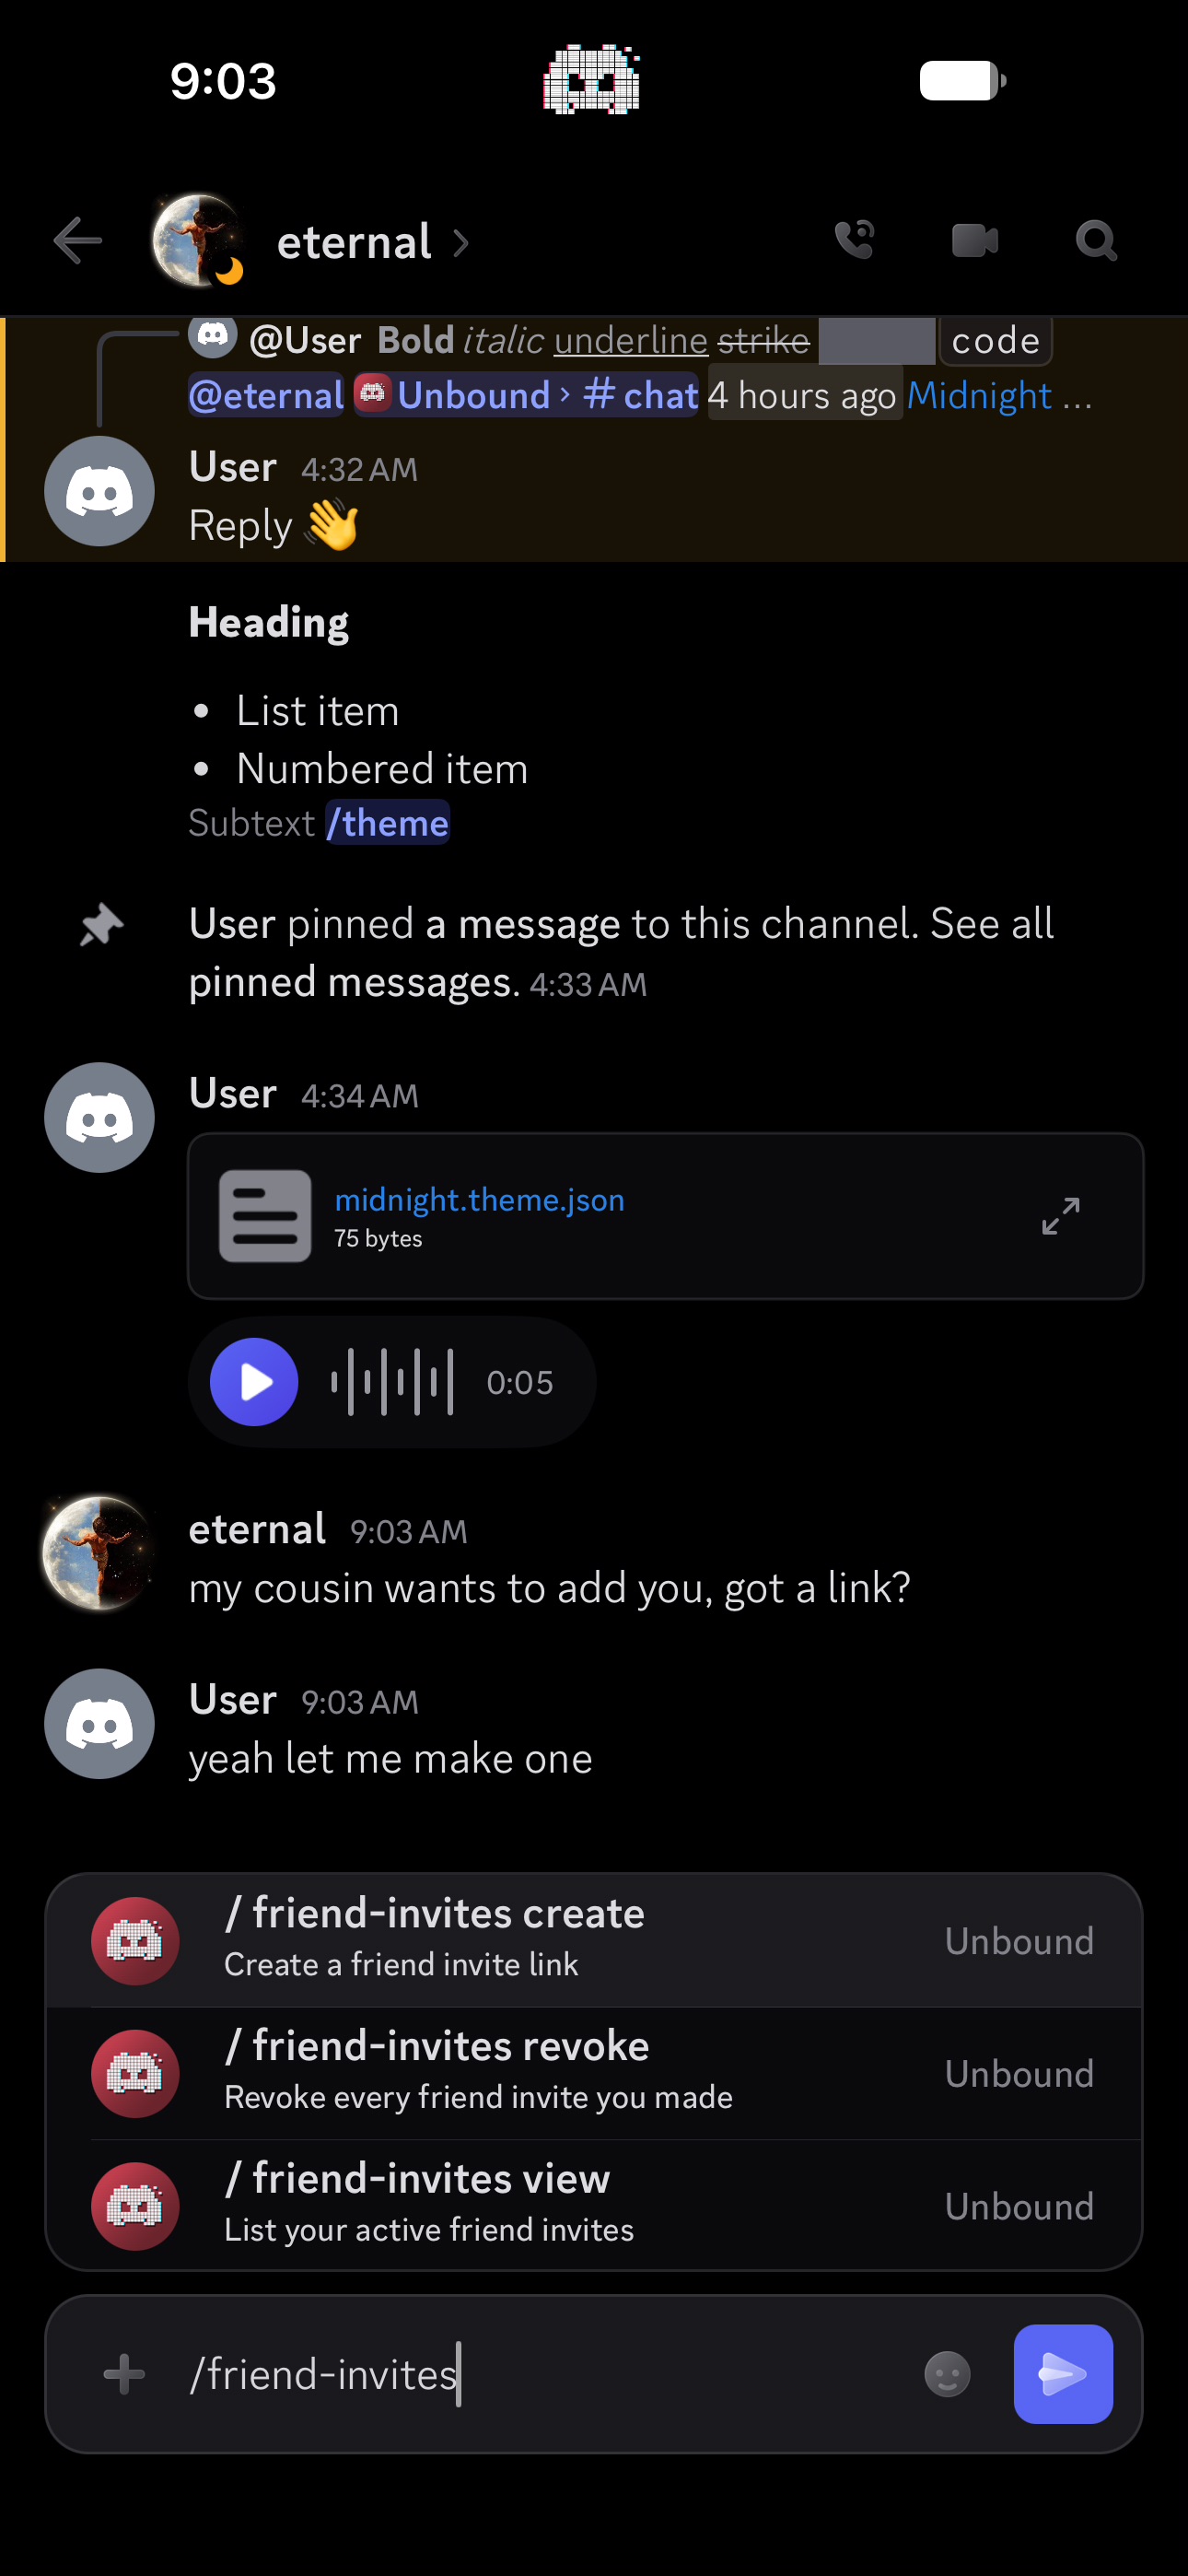 9:03
eternal
@User Bold italic underline strike code
@eternal Unbound › # chat 4 hours ago Midnight ...
User 4:32 AM
Reply 👋
Heading
• List item
• Numbered item
Subtext /theme
User pinned a message to this channel. See all
pinned messages. 4:33 AM
User 4:34 AM
midnight.theme.json
75 bytes
0:05
eternal 9:03 AM
my cousin wants to add you, got a link?
User 9:03 AM
yeah let me make one
/ friend-invites create
Create a friend invite link
Unbound
/ friend-invites revoke
Revoke every friend invite you made
Unbound
/ friend-invites view
List your active friend invites
Unbound
/friend-invites